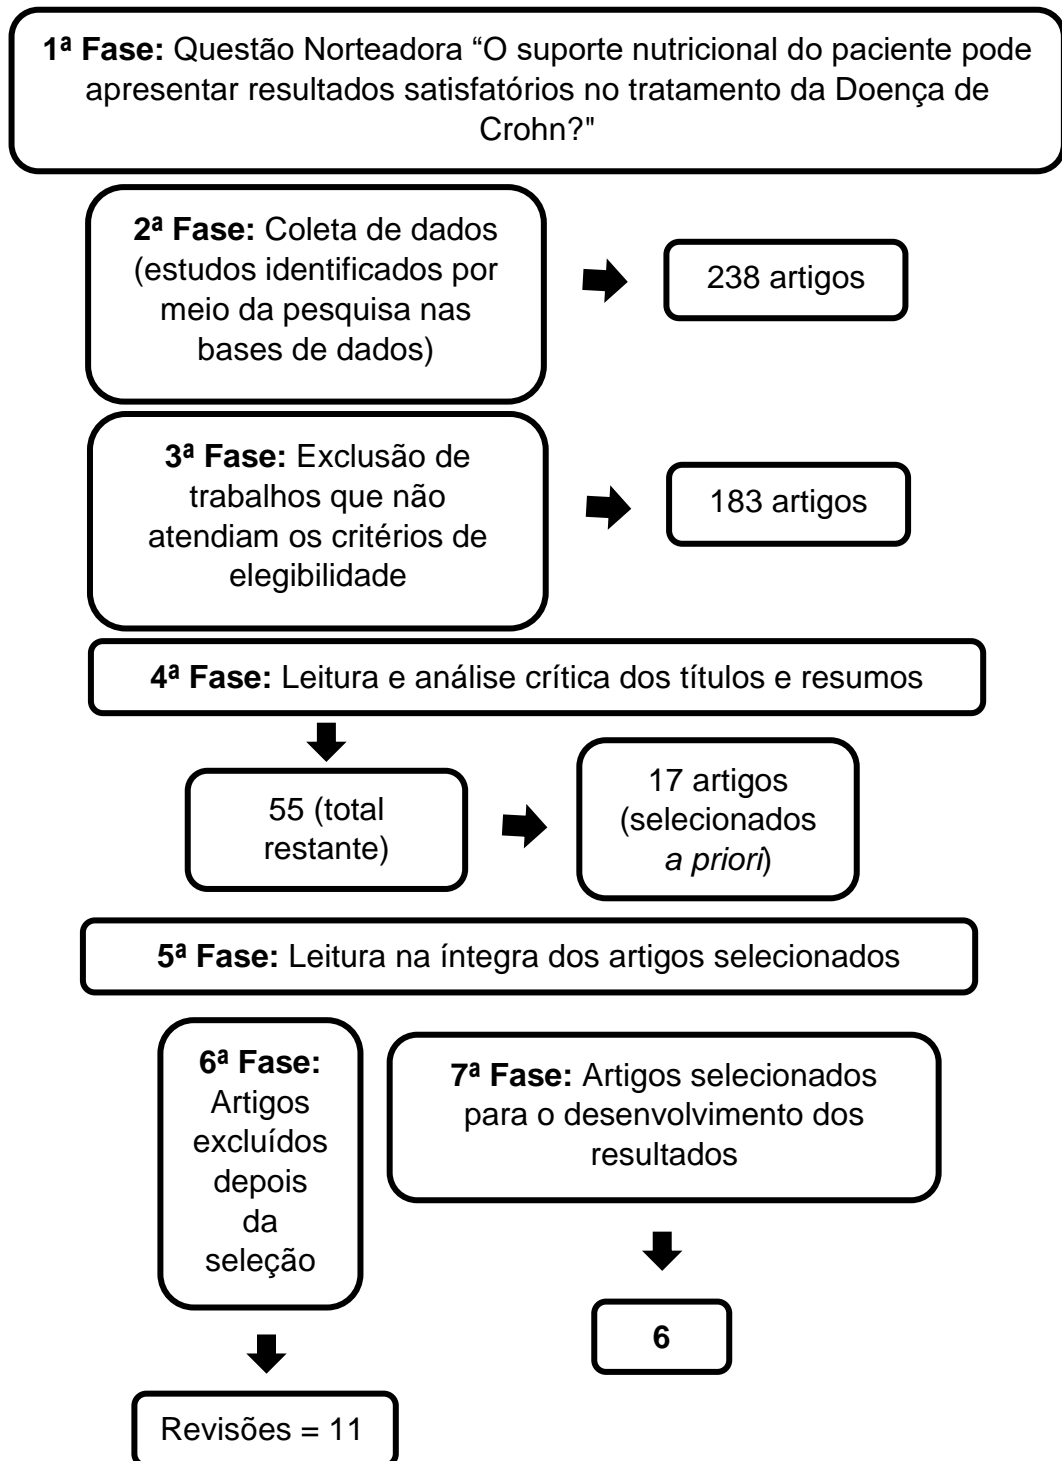 1ª Fase: Questão Norteadora “O suporte nutricional do paciente pode
apresentar resultados satisfatórios no tratamento da Doença de
Crohn?"
2ª Fase: Coleta de dados
(estudos identificados por
meio da pesquisa nas
bases de dados)
238 artigos
3ª Fase: Exclusão de
trabalhos que não
atendiam os critérios de
elegibilidade
183 artigos
4ª Fase: Leitura e análise crítica dos títulos e resumos
55 (total
restante)
17 artigos
(selecionados
a priori)
5ª Fase: Leitura na íntegra dos artigos selecionados
6ª Fase:
Artigos
excluídos
depois
da
seleção
7ª Fase: Artigos selecionados
para o desenvolvimento dos
resultados
6
Revisões = 11